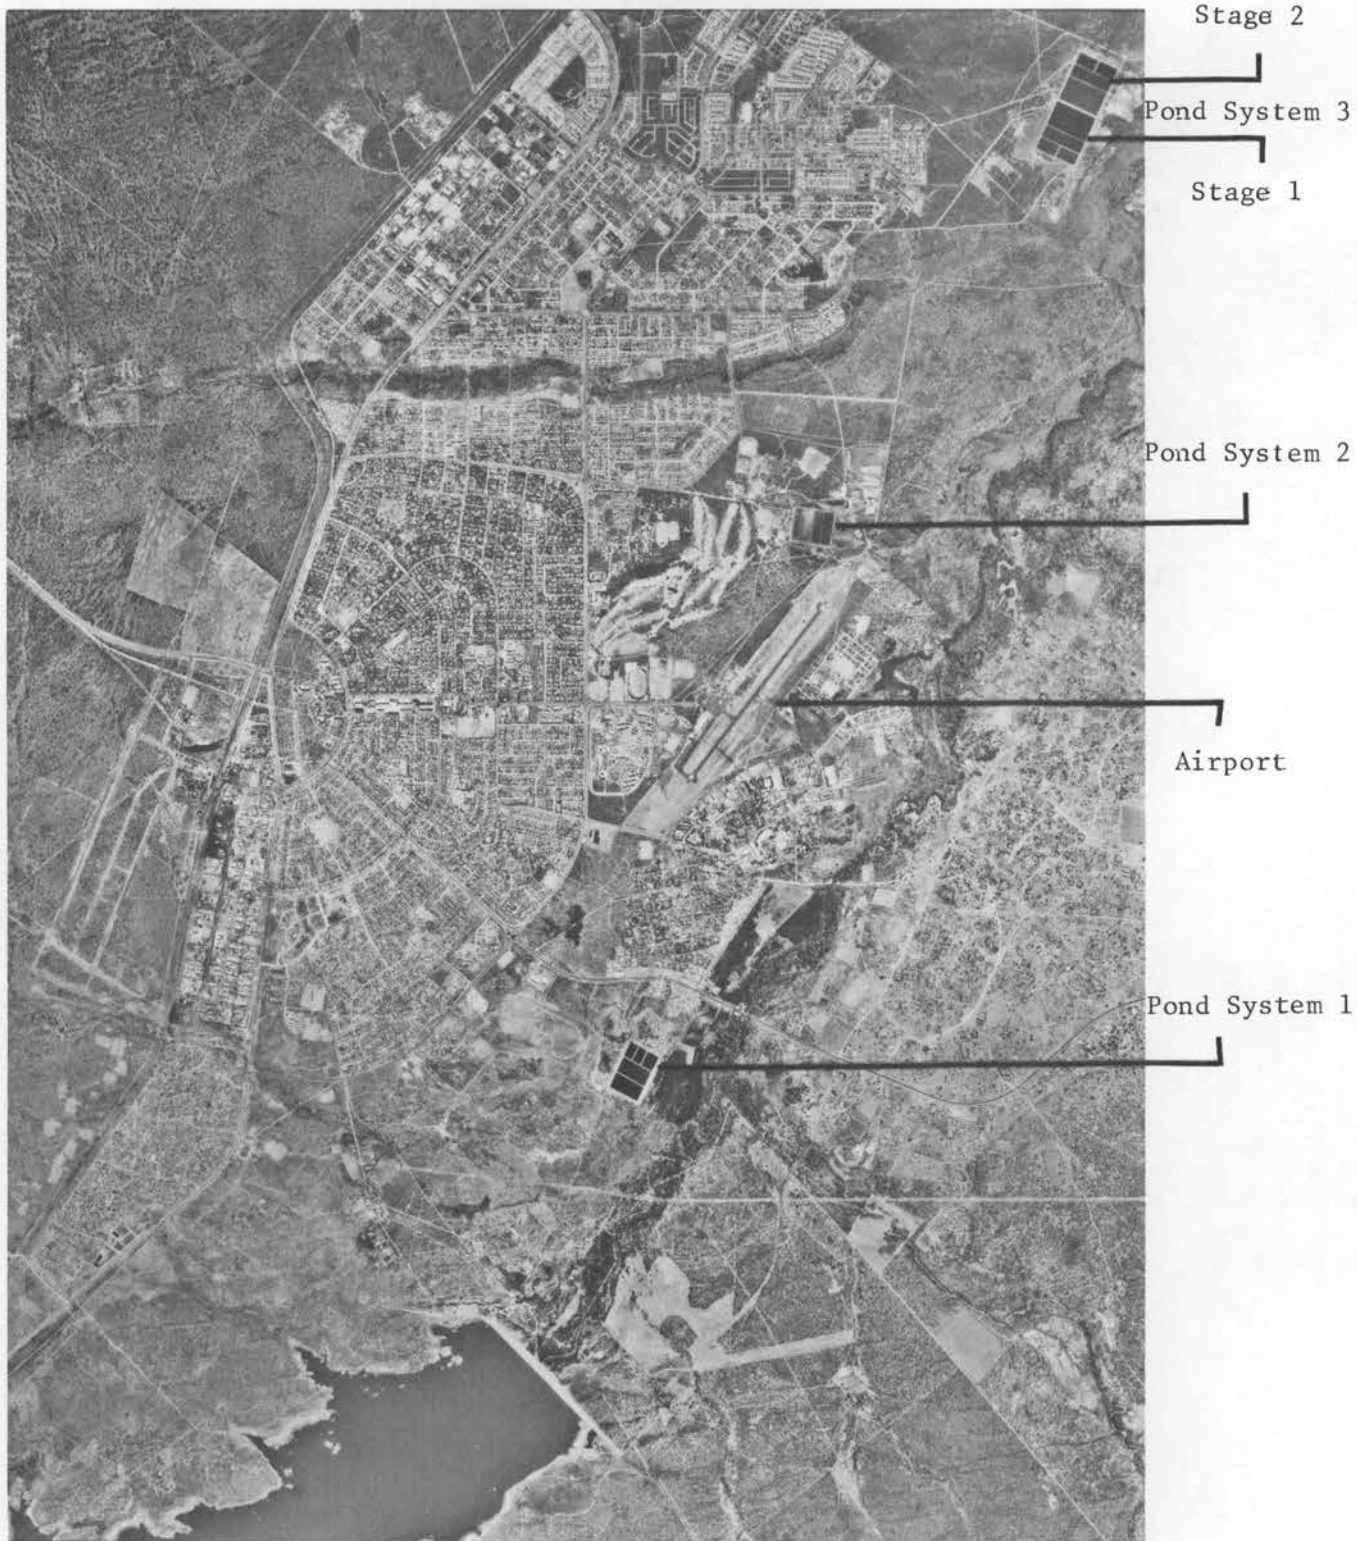 Stage 2
Pond System 3
Stage 1
Pond System 2
Airport
Pond System 1